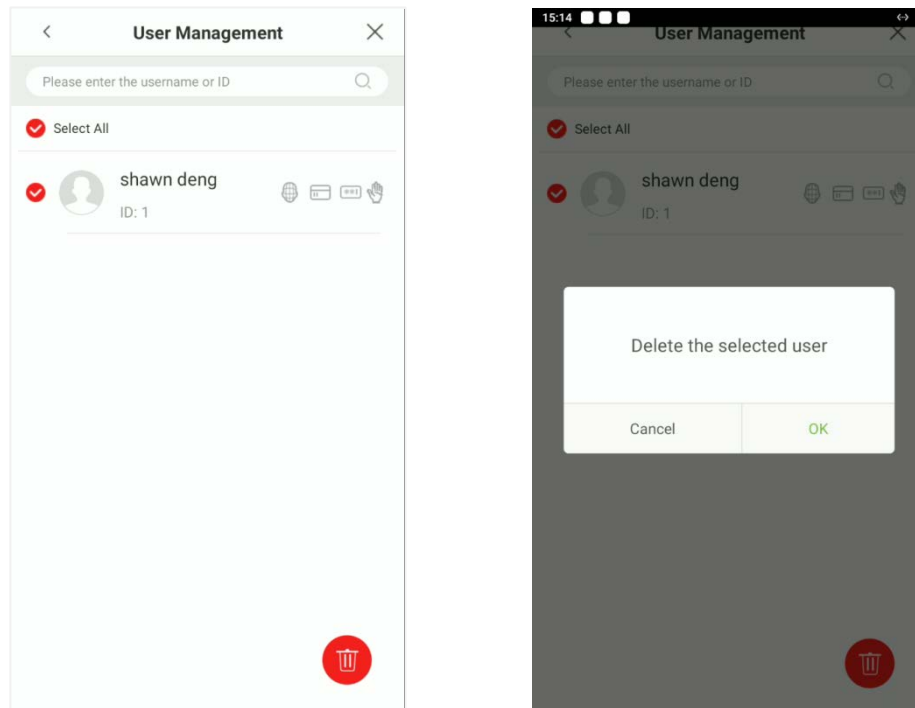 User Management
Please enter the username or ID
Select All
shawn deng
ID: 1
15:14
User Management
Please enter the username or ID
Select All
shawn deng
ID: 1
Delete the selected user
Cancel OK